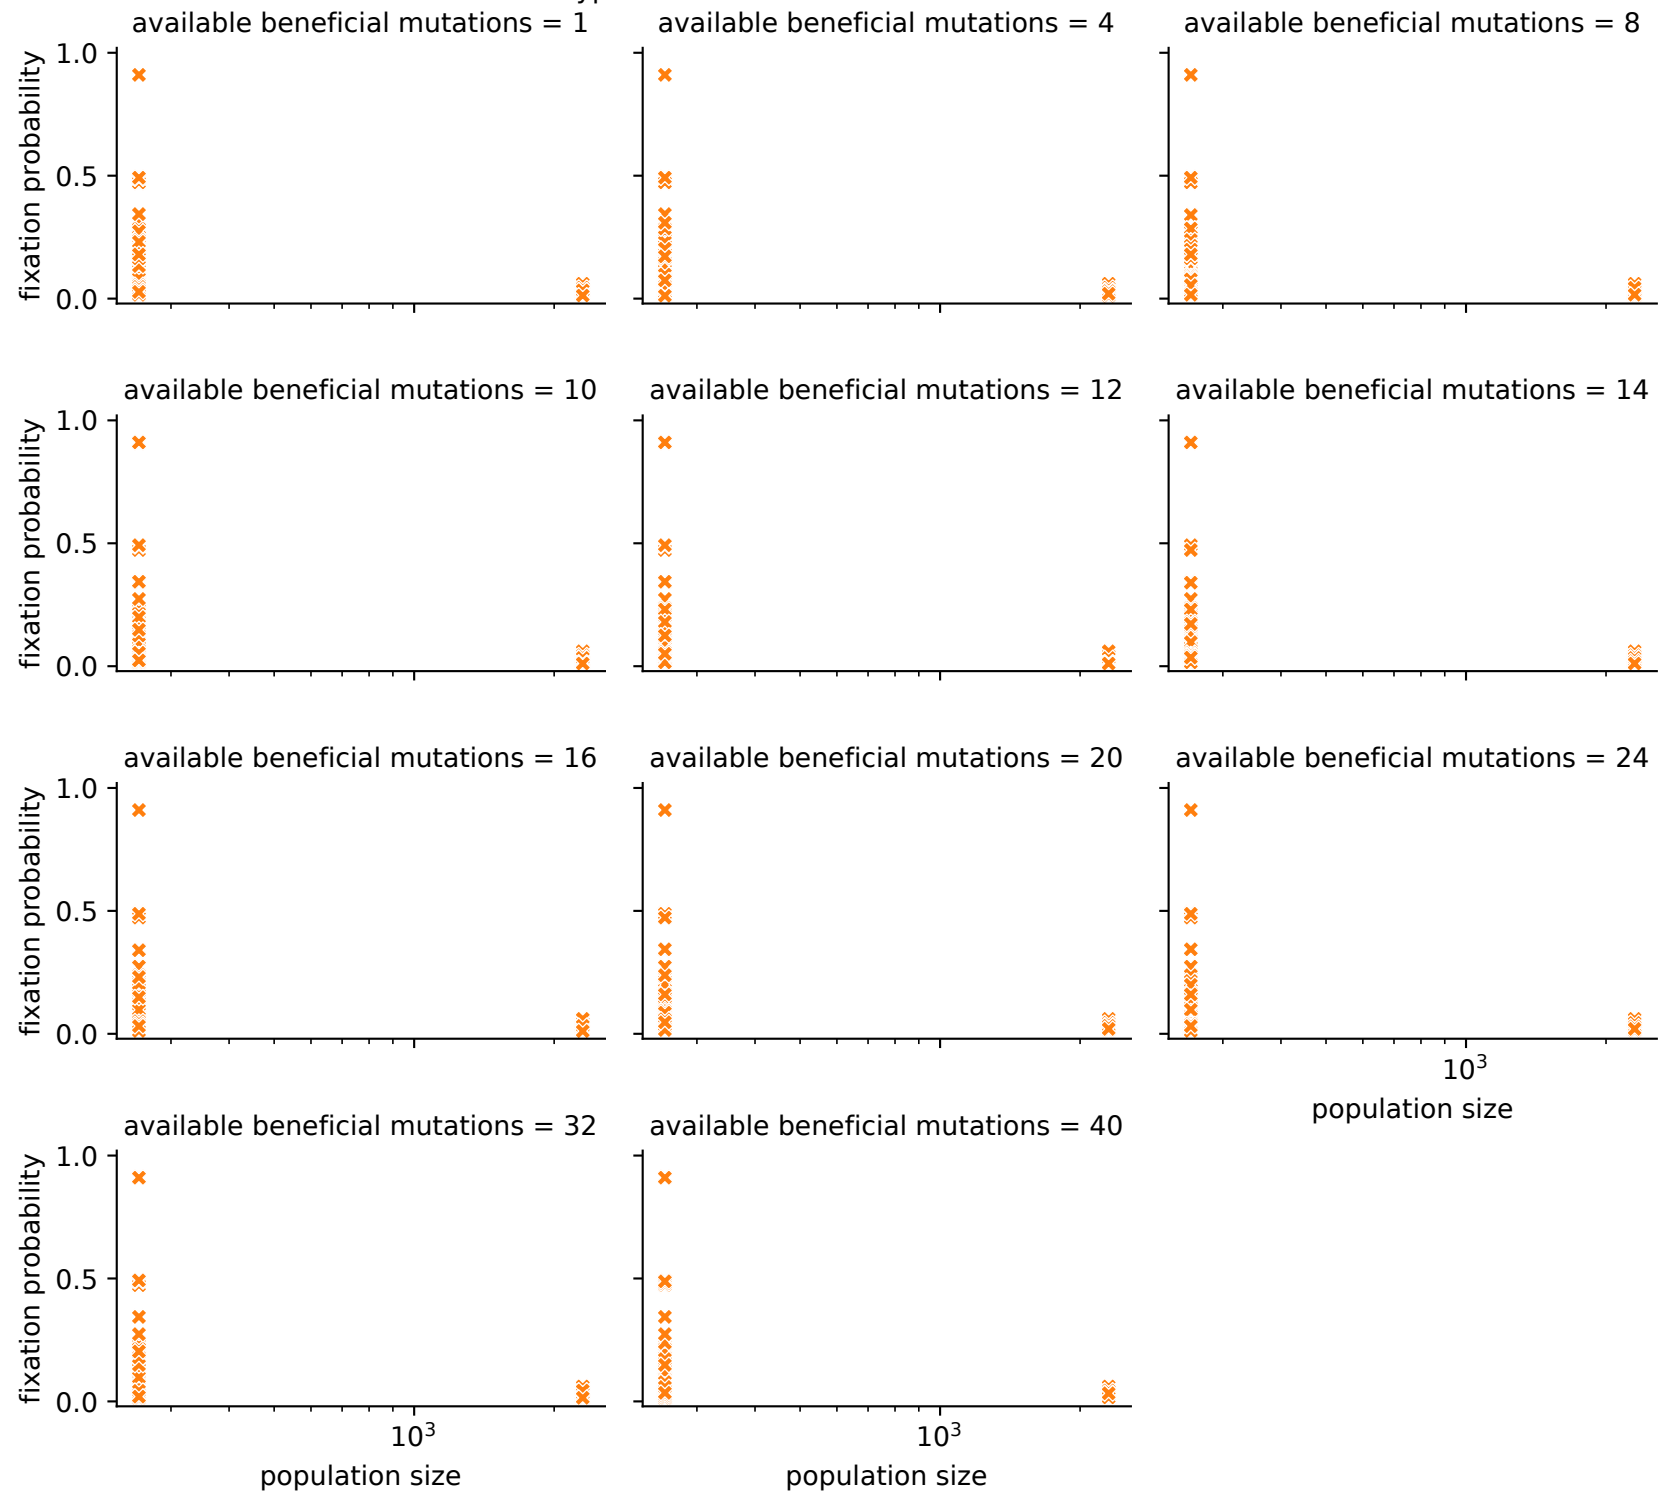 available beneficial mutations = 1
available beneficial mutations = 4
available beneficial mutations = 8
fixation probability
1.0
0.5
0.0
available beneficial mutations = 10
available beneficial mutations = 12
available beneficial mutations = 14
fixation probability
1.0
0.5
0.0
available beneficial mutations = 16
available beneficial mutations = 20
available beneficial mutations = 24
fixation probability
1.0
0.5
0.0
10³
population size
available beneficial mutations = 32
available beneficial mutations = 40
fixation probability
1.0
0.5
0.0
10³
10³
population size
population size